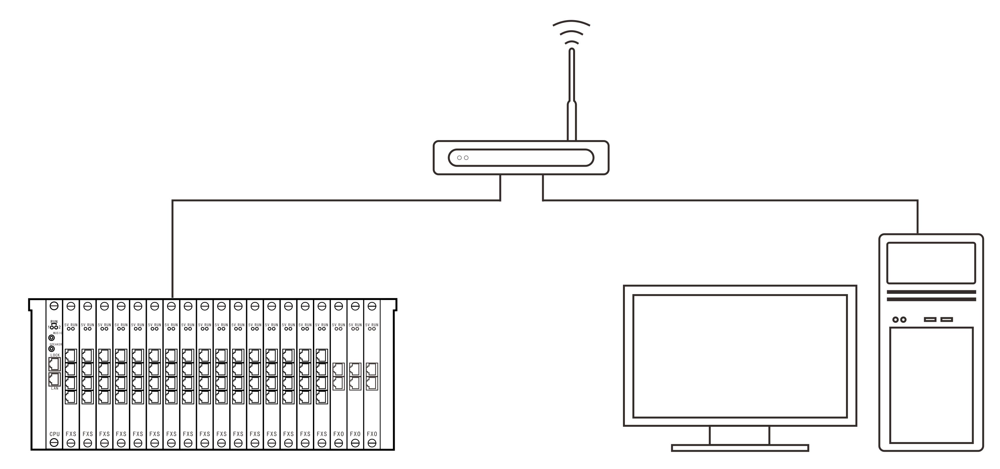 RUN
5V RUN 5V RUN 5V RUN 5V RUN 5V RUN 5V RUN 5V RUN 5V RUN 5V RUN 5V RUN 5V RUN 5V RUN 5V RUN 5V RUN 5V RUN 5V RUN 5V RUN 5V RUN 5V RUN
1 2
MUSIC
SPEAKER
LOCK
LAN
CPU FXS FXS FXS FXS FXS FXS FXS FXS FXS FXS FXS FXS FXS FXS FXS FXS FXO FXO FXO